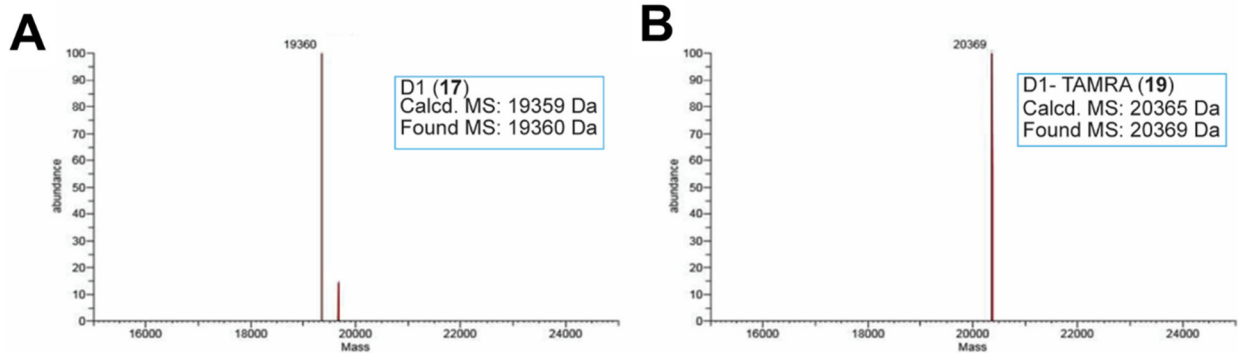 A
19360
100
90
80
70
60
50
40
30
20
10
0
abundance
16000 18000 20000 22000 24000
Mass
D1 (17)
Calcd. MS: 19359 Da
Found MS: 19360 Da
B
20369
100
90
80
70
60
50
40
30
20
10
0
abundance
16000 18000 20000 22000 24000
Mass
D1- TAMRA (19)
Calcd. MS: 20365 Da
Found MS: 20369 Da